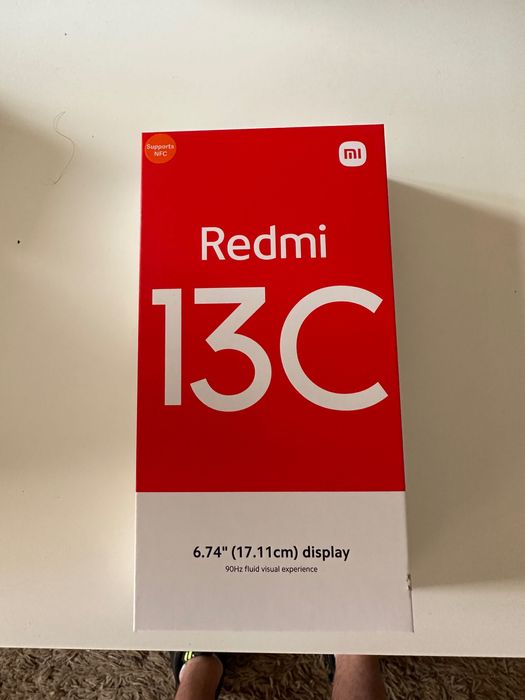 Supports
NFC
mi
Redmi
13C
6.74" (17.11cm) display
90Hz fluid visual experience